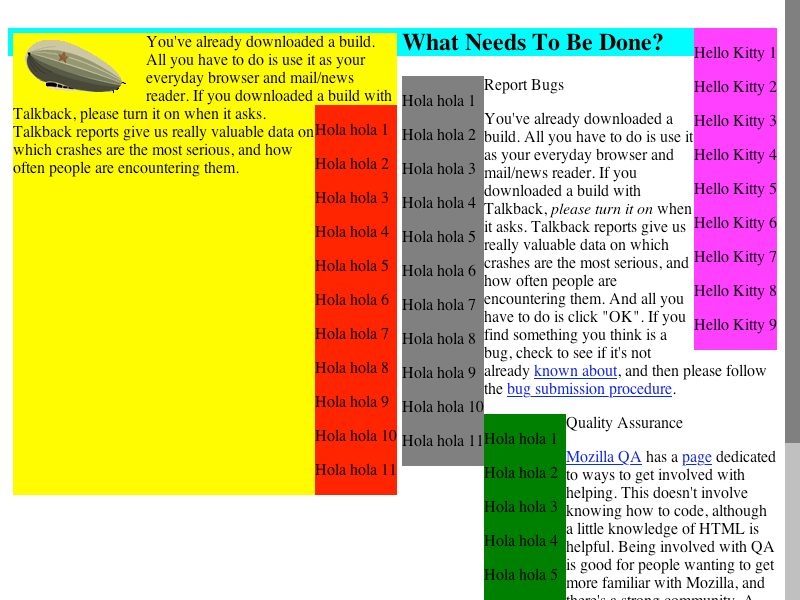 You've already downloaded a build.
All you have to do is use it as your
everyday browser and mail/news
reader. If you downloaded a build with
Talkback, please turn it on when it asks.
Talkback reports give us really valuable data on
which crashes are the most serious, and how
often people are encountering them.
Hola hola 1
Hola hola 2
Hola hola 3
Hola hola 4
Hola hola 5
Hola hola 6
Hola hola 7
Hola hola 8
Hola hola 9
Hola hola 10
Hola hola 11
What Needs To Be Done?
Hola hola 1
Hola hola 2
Hola hola 3
Hola hola 4
Hola hola 5
Hola hola 6
Hola hola 7
Hola hola 8
Hola hola 9
Hola hola 10
Hola hola 11
Report Bugs
You've already downloaded a
build. All you have to do is use it
as your everyday browser and
mail/news reader. If you
downloaded a build with
Talkback, please turn it on when
it asks. Talkback reports give us
really valuable data on which
crashes are the most serious, and
how often people are
encountering them. And all you
have to do is click "OK". If you
find something you think is a
bug, check to see if it's not
already known about, and then please follow
the bug submission procedure.
Hello Kitty 1
Hello Kitty 2
Hello Kitty 3
Hello Kitty 4
Hello Kitty 5
Hello Kitty 6
Hello Kitty 7
Hello Kitty 8
Hello Kitty 9
Hola hola 1
Hola hola 2
Hola hola 3
Hola hola 4
Hola hola 5
Quality Assurance
Mozilla QA has a page dedicated
to ways to get involved with
helping. This doesn't involve
knowing how to code, although
a little knowledge of HTML is
helpful. Being involved with QA
is good for people wanting to get
more familiar with Mozilla, and
there's a strong community. A